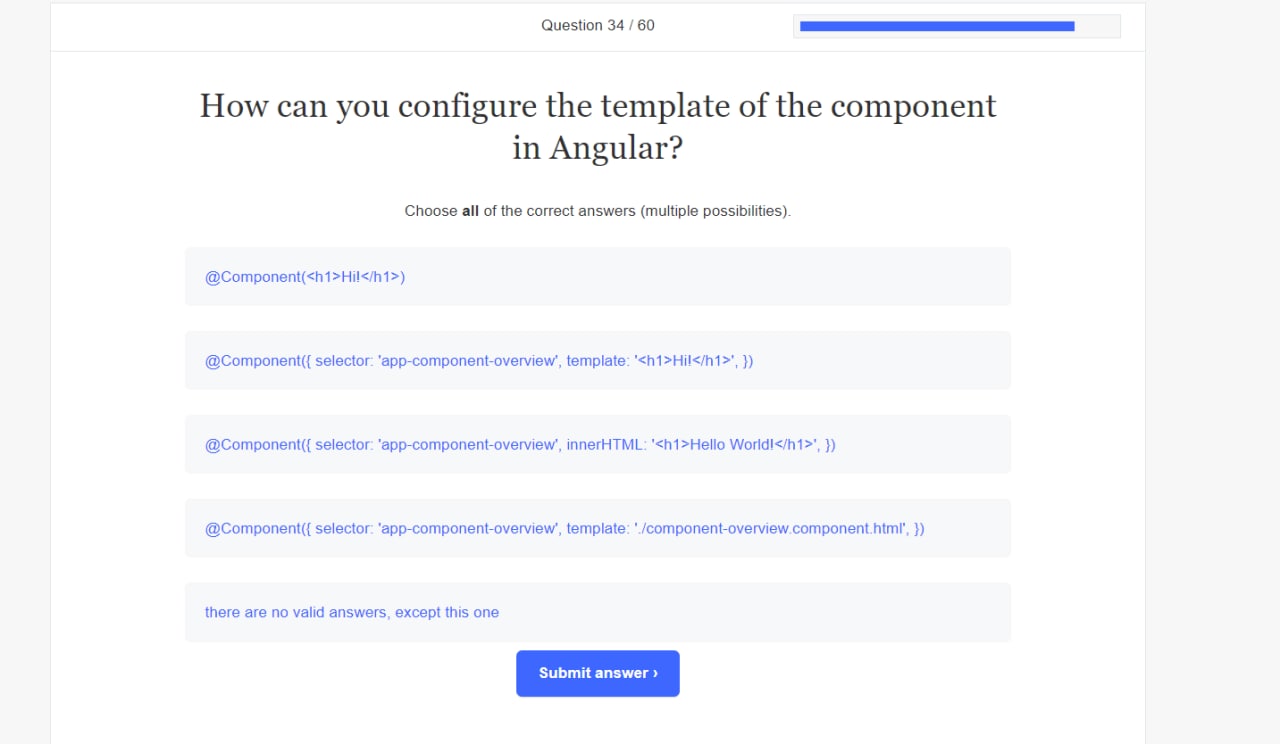 Question 34 / 60
How can you configure the template of the component
in Angular?
Choose all of the correct answers (multiple possibilities).
@Component(<h1>Hi!</h1>)
@Component({ selector: 'app-component-overview', template: '<h1>Hi!</h1>', })
@Component({ selector: 'app-component-overview', innerHTML: '<h1>Hello World!</h1>', })
@Component({ selector: 'app-component-overview', template: './component-overview.component.html', })
there are no valid answers, except this one
Submit answer ›